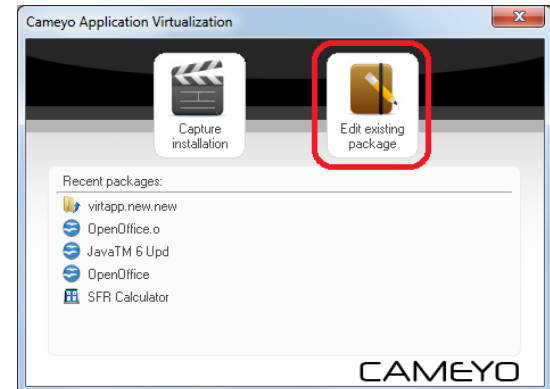 Cameyo Application Virtualization
Capture
installation
Edit existing
package
Recent packages:
virtapp.new.new
OpenOffice.o
JavaTM 6 Upd
OpenOffice
SFR Calculator
CAMEYO